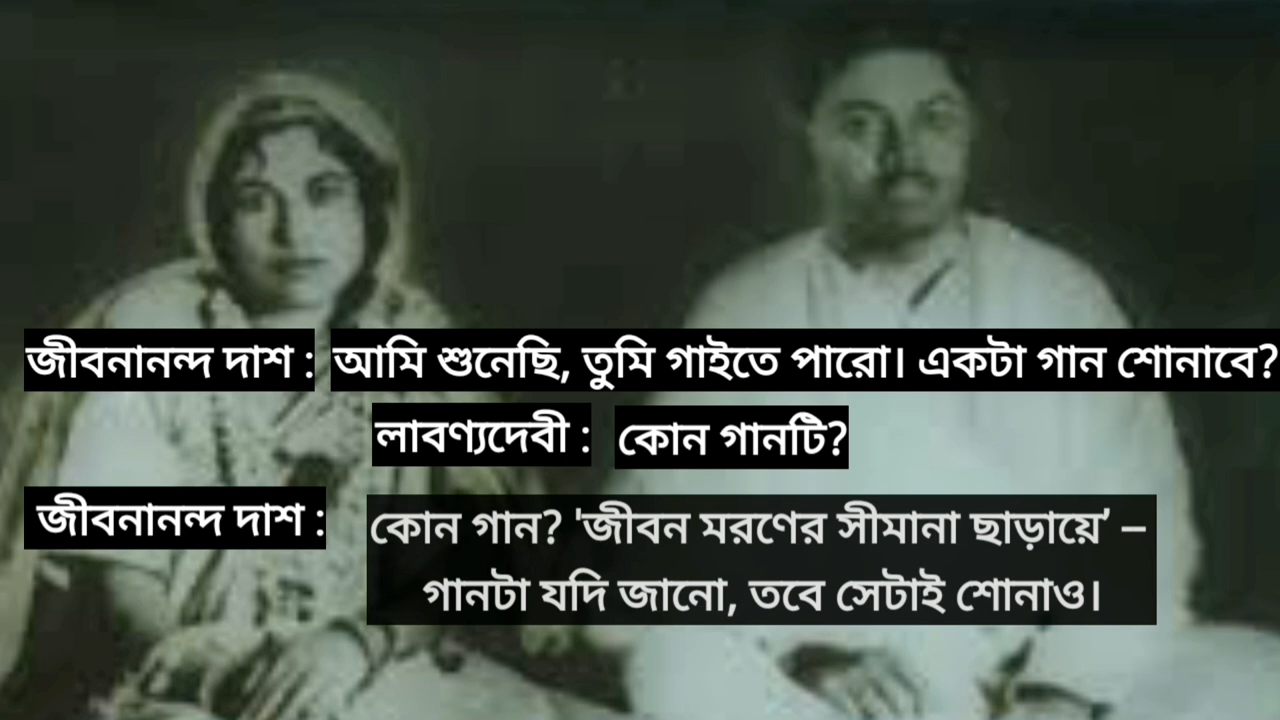 জীবনানন্দ দাশ : আমি শুনেছি, তুমি গাইতে পারো। একটা গান শোনাবে?
লাবণ্যদেবী : কোন গানটি?
জীবনানন্দ দাশ : কোন গান? 'জীবন মরণের সীমানা ছাড়ায়ে’ –
গানটা যদি জানো, তবে সেটাই শোনাও।